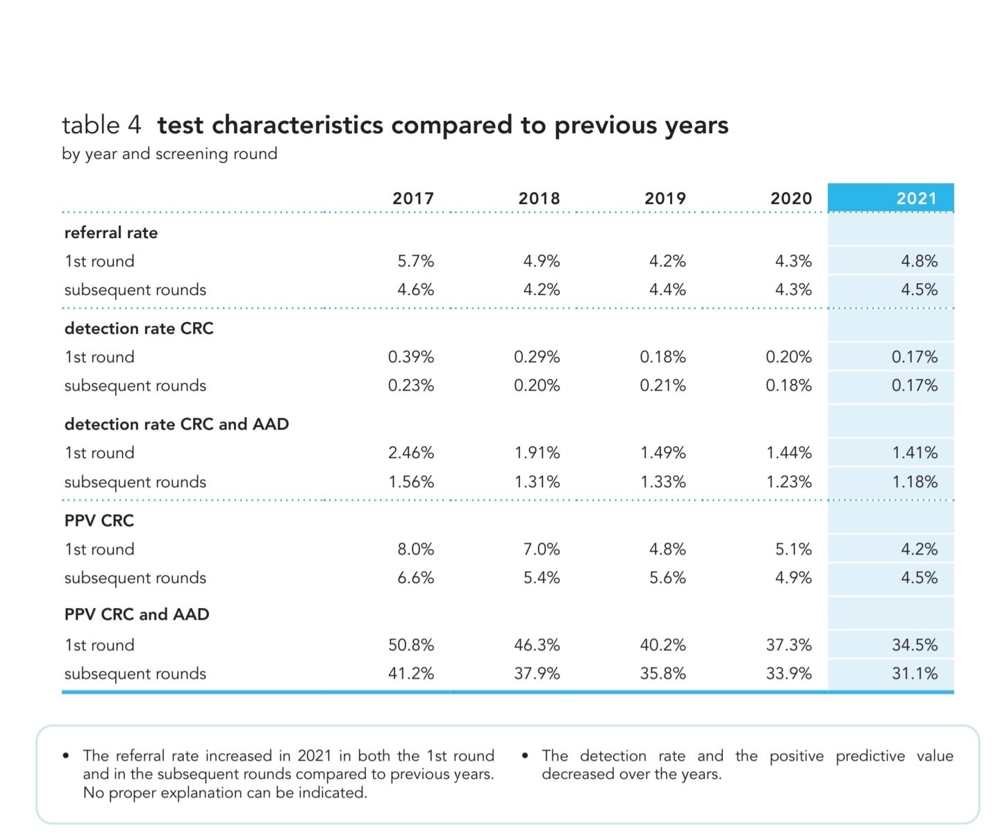 table 4 test characteristics compared to previous years
by year and screening round
2017 2018 2019 2020 2021
referral rate
1st round 5.7% 4.9% 4.2% 4.3% 4.8%
subsequent rounds 4.6% 4.2% 4.4% 4.3% 4.5%
detection rate CRC
1st round 0.39% 0.29% 0.18% 0.20% 0.17%
subsequent rounds 0.23% 0.20% 0.21% 0.18% 0.17%
detection rate CRC and AAD
1st round 2.46% 1.91% 1.49% 1.44% 1.41%
subsequent rounds 1.56% 1.31% 1.33% 1.23% 1.18%
PPV CRC
1st round 8.0% 7.0% 4.8% 5.1% 4.2%
subsequent rounds 6.6% 5.4% 5.6% 4.9% 4.5%
PPV CRC and AAD
1st round 50.8% 46.3% 40.2% 37.3% 34.5%
subsequent rounds 41.2% 37.9% 35.8% 33.9% 31.1%
• The referral rate increased in 2021 in both the 1st round
and in the subsequent rounds compared to previous years.
No proper explanation can be indicated.
• The detection rate and the positive predictive value
decreased over the years.